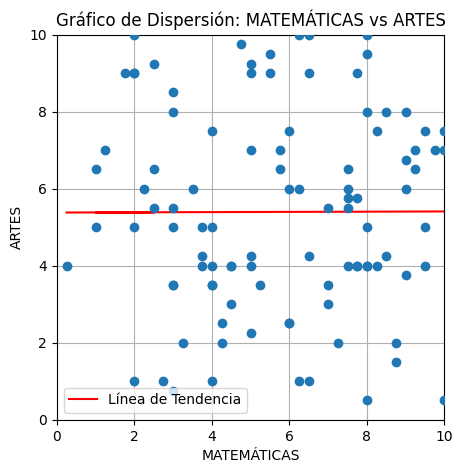 Gráfico de Dispersión: MATEMÁTICAS vs ARTES
10
8
6
4
2
0
ARTES
Línea de Tendencia
0 2 4 6 8 10
MATEMÁTICAS